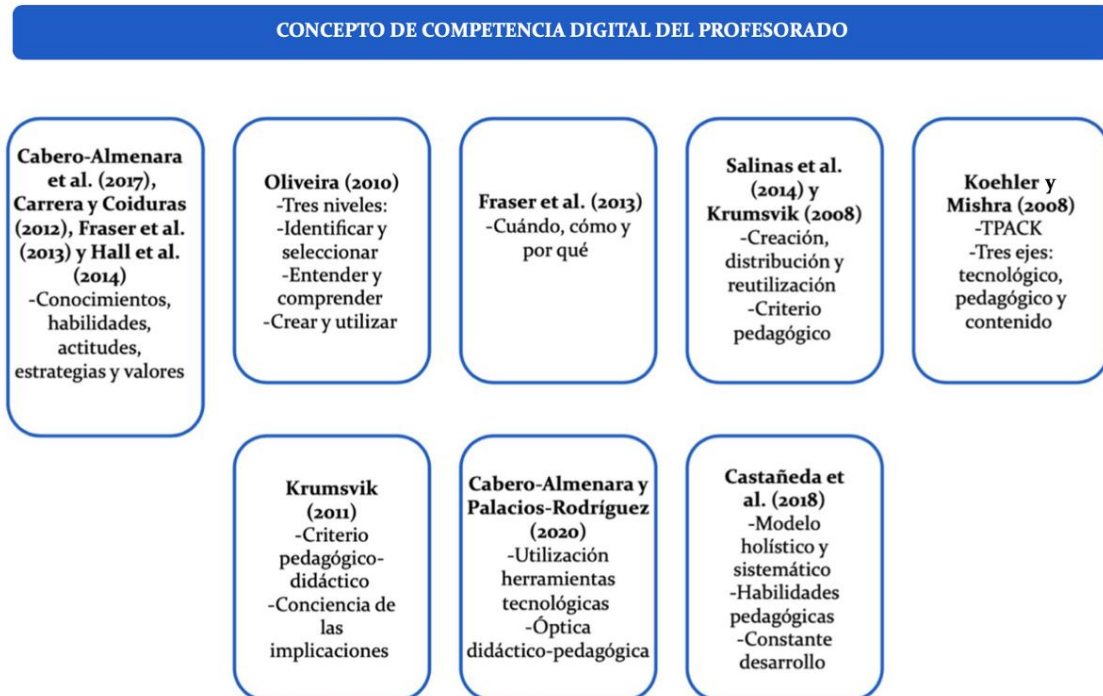 CONCEPTO DE COMPETENCIA DIGITAL DEL PROFESORADO
Cabero-Almenara
et al. (2017),
Carrera y Coiduras
(2012), Fraser et al.
(2013) y Hall et al.
(2014)
-Conocimientos,
habilidades,
actitudes,
estrategias y valores
Oliveira (2010)
-Tres niveles:
-Identificar y
seleccionar
-Entender y
comprender
-Crear y utilizar
Fraser et al. (2013)
-Cuándo, cómo y
por qué
Salinas et al.
(2014) y
Krumsvik (2008)
-Creación,
distribución y
reutilización
-Criterio
pedagógico
Koehler y
Mishra (2008)
-TPACK
-Tres ejes:
tecnológico,
pedagógico y
contenido
Krumsvik
(2011)
-Criterio
pedagógico-
didáctico
-Conciencia de
las
implicaciones
Cabero-Almenara y
Palacios-Rodríguez
(2020)
-Utilización
herramientas
tecnológicas
-Óptica
didáctico-pedagógica
Castañeda et
al. (2018)
-Modelo
holístico y
sistemático
-Habilidades
pedagógicas
-Constante
desarrollo